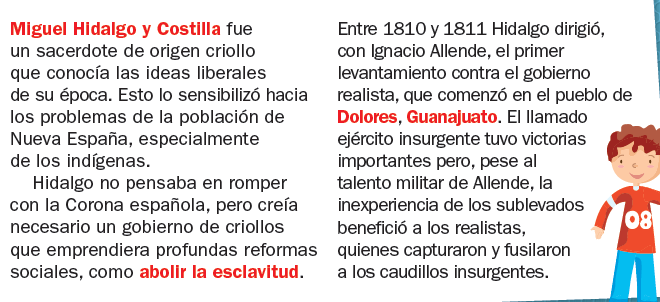 Miguel Hidalgo y Costilla fue
un sacerdote de origen criollo
que conocía las ideas liberales
de su época. Esto lo sensibilizó hacia
los problemas de la población de
Nueva España, especialmente
de los indígenas.
Hidalgo no pensaba en romper
con la Corona española, pero creía
necesario un gobierno de criollos
que emprendiera profundas reformas
sociales, como abolir la esclavitud.
Entre 1810 y 1811 Hidalgo dirigió,
con Ignacio Allende, el primer
levantamiento contra el gobierno
realista, que comenzó en el pueblo de
Dolores, Guanajuato. El llamado
ejército insurgente tuvo victorias
importantes pero, pese al
talento militar de Allende, la
inexperiencia de los sublevados
benefició a los realistas,
quienes capturaron y fusilaron
a los caudillos insurgentes.
08